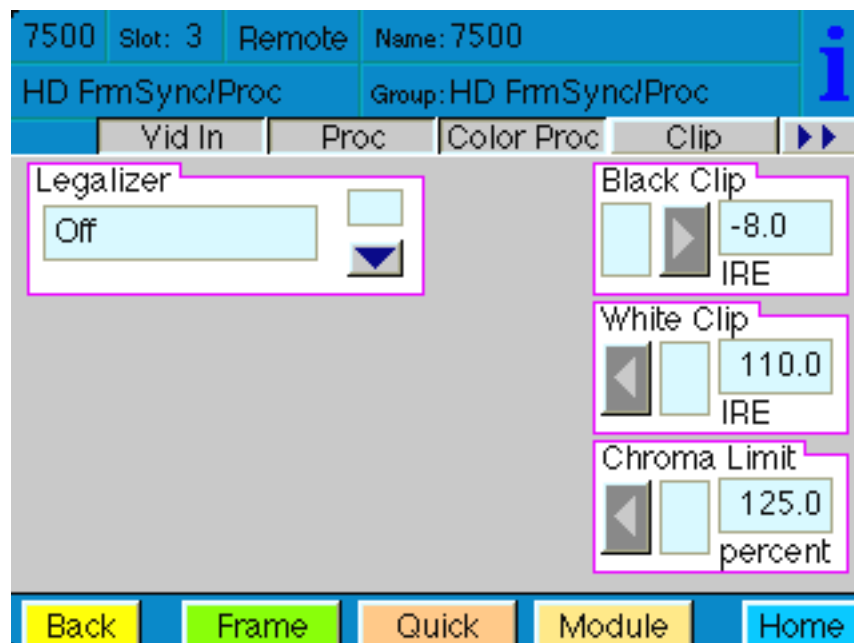 7500 Slot: 3 Remote Name: 7500
HD FrmSync/Proc Group: HD FrmSync/Proc
i
Vid In Proc Color Proc Clip
Legalizer
Off
Black Clip
-8.0
IRE
White Clip
110.0
IRE
Chroma Limit
125.0
percent
Back Frame Quick Module Home